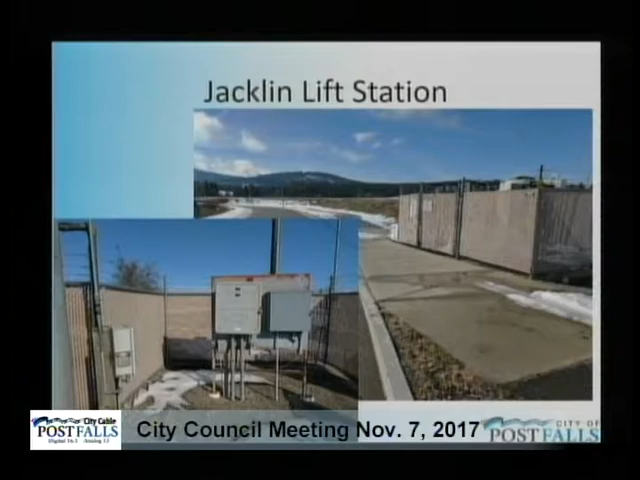 Jacklin Lift Station
City Cable
POST FALLS
City Council Meeting Nov. 7, 2017
CITY OF
POST FALLS